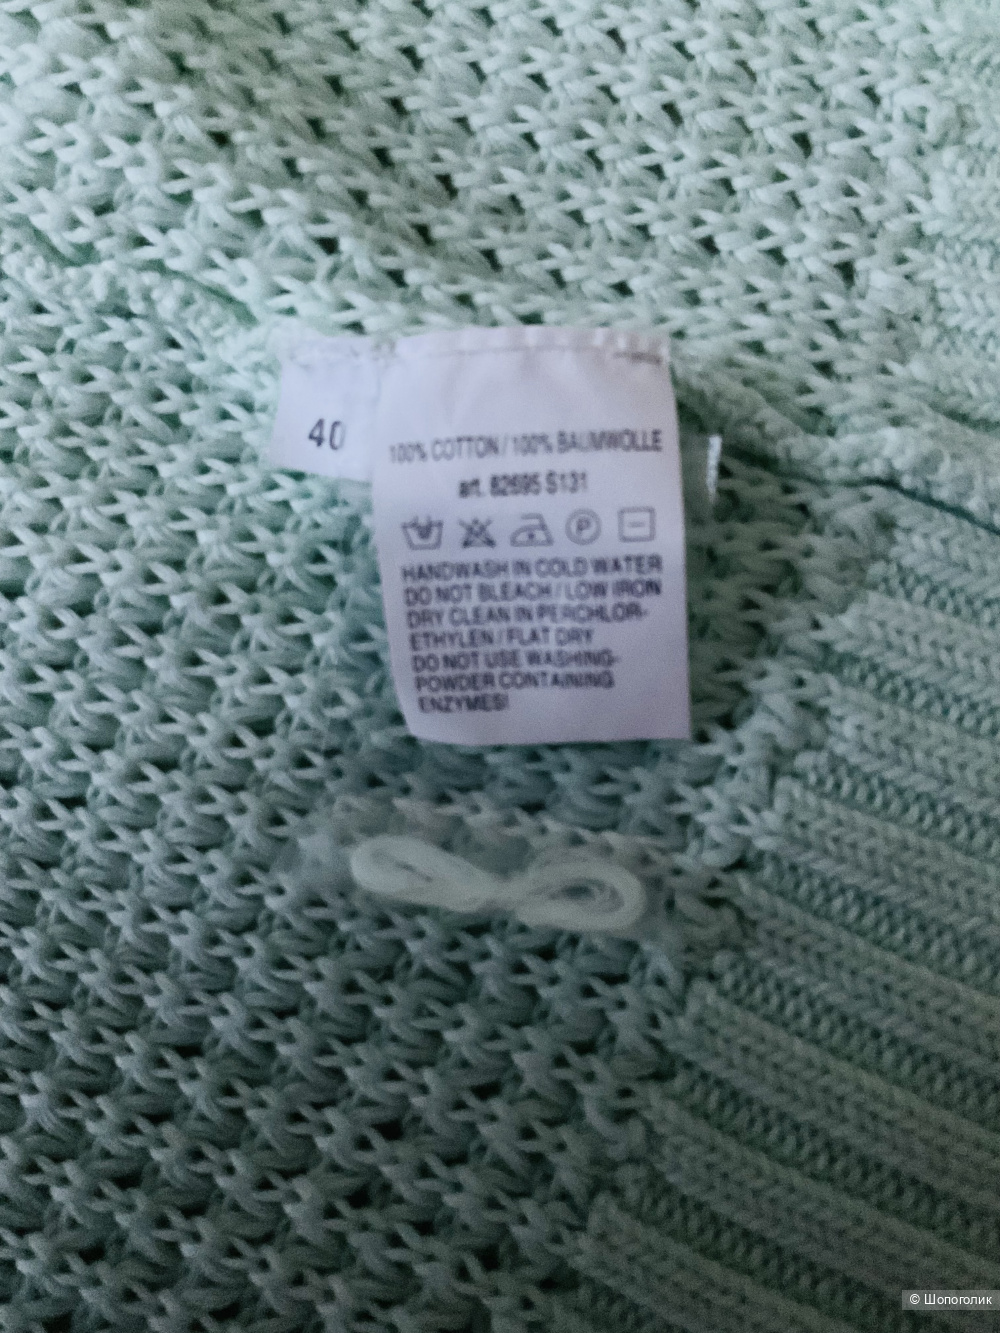 40
100% COTTON / 100% BAUMWOLLE
art. 82695 S131
P
HANDWASH IN COLD WATER
DO NOT BLEACH / LOW IRON
DRY CLEAN IN PERCHLOR-
ETHYLEN / FLAT DRY
DO NOT USE WASHING-
POWDER CONTAINING
ENZYMES!
© Шопоголик